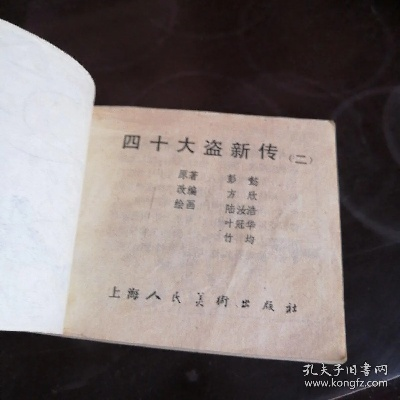 四十大盗新传（二）
原著 彭懿
改编 方欣
绘画 陆汝浩
叶冠华
竹均
上海人民美術出版社
孔夫子旧书网
www.kongfz.com